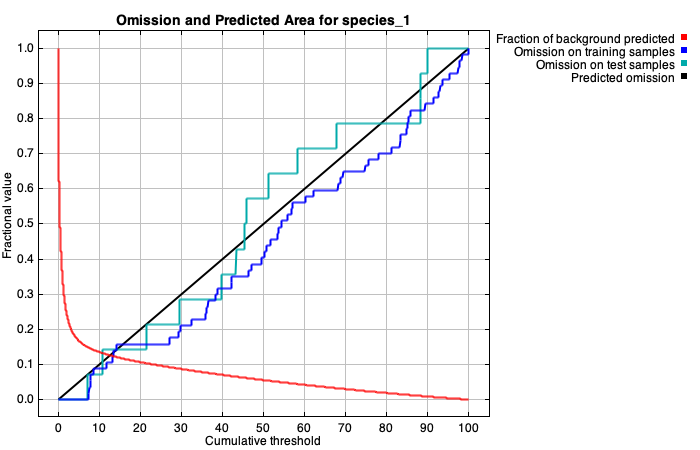 Omission and Predicted Area for species_1
Fraction of background predicted
Omission on training samples
Omission on test samples
Predicted omission
Fractional value
1.0
0.9
0.8
0.7
0.6
0.5
0.4
0.3
0.2
0.1
0.0
0 10 20 30 40 50 60 70 80 90 100
Cumulative threshold